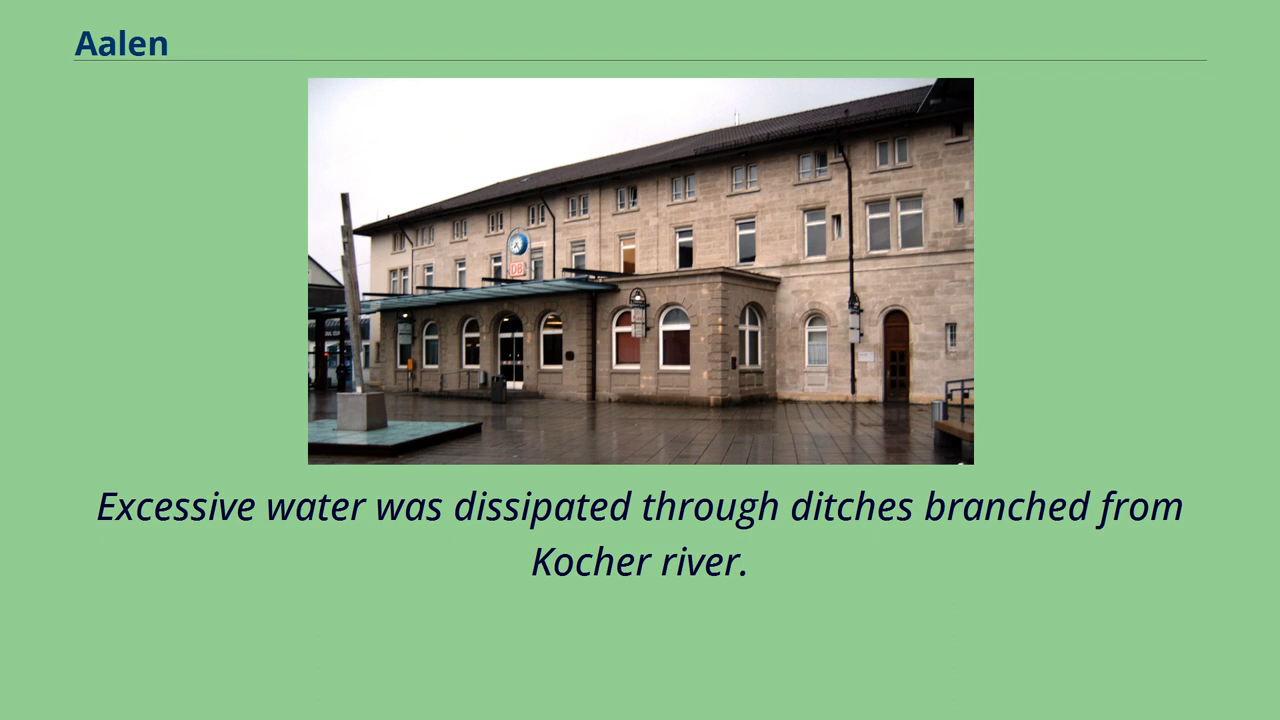 Aalen
DB
Excessive water was dissipated through ditches branched from
Kocher river.